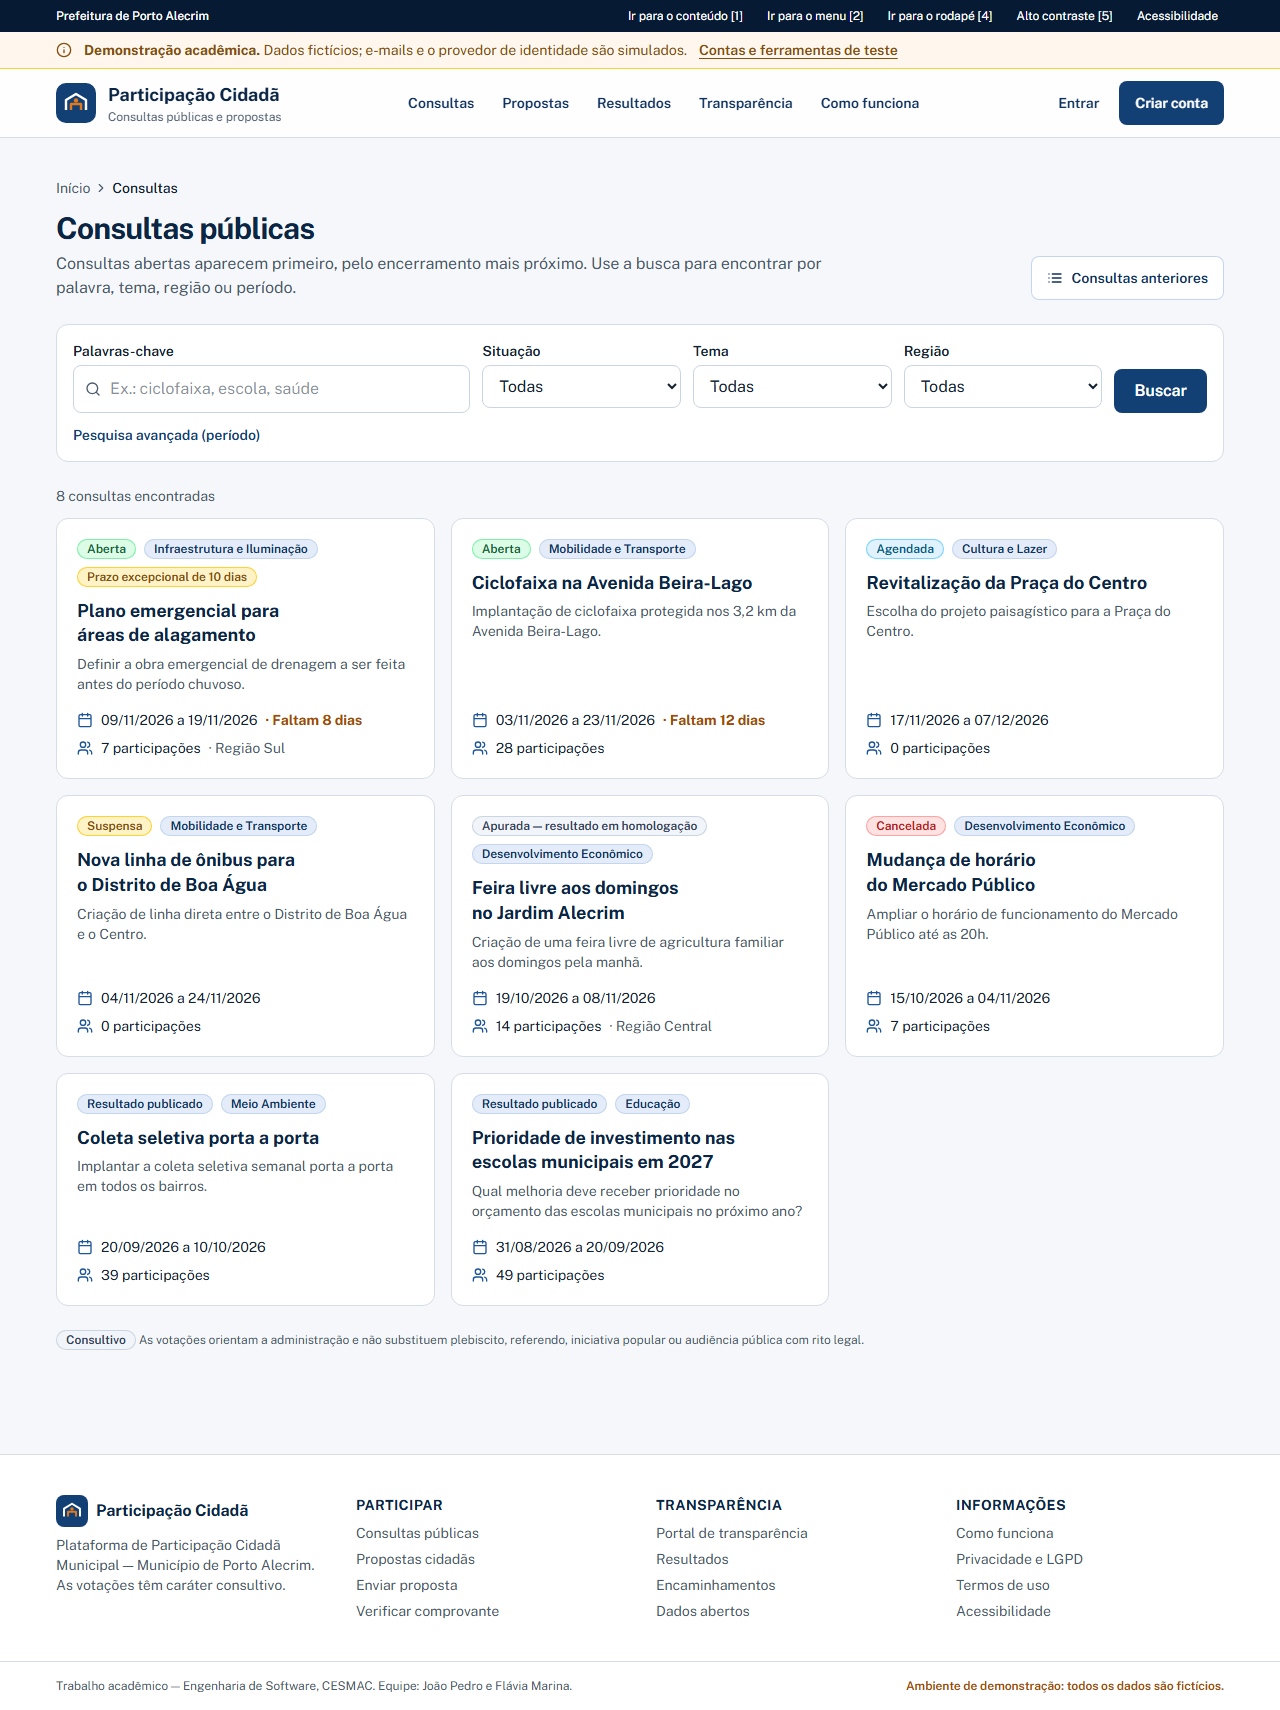 Prefeitura de Porto Alecrim
Ir para o conteúdo [1]
Ir para o menu [2]
Ir para o rodapé [4]
Alto contraste [5]
Acessibilidade
Demonstração acadêmica. Dados fictícios; e-mails e o provedor de identidade são simulados. Contas e ferramentas de teste
Participação Cidadã
Consultas públicas e propostas
Consultas
Propostas
Resultados
Transparência
Como funciona
Entrar
Criar conta
Início > Consultas
Consultas públicas
Consultas abertas aparecem primeiro, pelo encerramento mais próximo. Use a busca para encontrar por
palavra, tema, região ou período.
Consultas anteriores
Palavras-chave
Situação
Tema
Região
Ex.: ciclofaixa, escola, saúde
Todas
Todas
Todas
Buscar
Pesquisa avançada (período)
8 consultas encontradas
Aberta
Infraestrutura e Iluminação
Prazo excepcional de 10 dias
Plano emergencial para
áreas de alagamento
Definir a obra emergencial de drenagem a ser feita
antes do período chuvoso.
09/11/2026 a 19/11/2026 · Faltam 8 dias
7 participações · Região Sul
Aberta
Mobilidade e Transporte
Ciclofaixa na Avenida Beira-Lago
Implantação de ciclofaixa protegida nos 3,2 km da
Avenida Beira-Lago.
03/11/2026 a 23/11/2026 · Faltam 12 dias
28 participações
Agendada
Cultura e Lazer
Revitalização da Praça do Centro
Escolha do projeto paisagístico para a Praça do
Centro.
17/11/2026 a 07/12/2026
0 participações
Suspensa
Mobilidade e Transporte
Nova linha de ônibus para
o Distrito de Boa Água
Criação de linha direta entre o Distrito de Boa Água
e o Centro.
04/11/2026 a 24/11/2026
0 participações
Apurada — resultado em homologação
Desenvolvimento Econômico
Feira livre aos domingos
no Jardim Alecrim
Criação de uma feira livre de agricultura familiar
aos domingos pela manhã.
19/10/2026 a 08/11/2026
14 participações · Região Central
Cancelada
Desenvolvimento Econômico
Mudança de horário
do Mercado Público
Ampliar o horário de funcionamento do Mercado
Público até as 20h.
15/10/2026 a 04/11/2026
7 participações
Resultado publicado
Meio Ambiente
Coleta seletiva porta a porta
Implantar a coleta seletiva semanal porta a porta
em todos os bairros.
20/09/2026 a 10/10/2026
39 participações
Resultado publicado
Educação
Prioridade de investimento nas
escolas municipais em 2027
Qual melhoria deve receber prioridade no
orçamento das escolas municipais no próximo ano?
31/08/2026 a 20/09/2026
49 participações
Consultivo As votações orientam a administração e não substituem plebiscito, referendo, iniciativa popular ou audiência pública com rito legal.
Participação Cidadã
Plataforma de Participação Cidadã
Municipal — Município de Porto Alecrim.
As votações têm caráter consultivo.
PARTICIPAR
Consultas públicas
Propostas cidadãs
Enviar proposta
Verificar comprovante
TRANSPARÊNCIA
Portal de transparência
Resultados
Encaminhamentos
Dados abertos
INFORMAÇÕES
Como funciona
Privacidade e LGPD
Termos de uso
Acessibilidade
Trabalho acadêmico — Engenharia de Software, CESMAC. Equipe: João Pedro e Flávia Marina.
Ambiente de demonstração: todos os dados são fictícios.